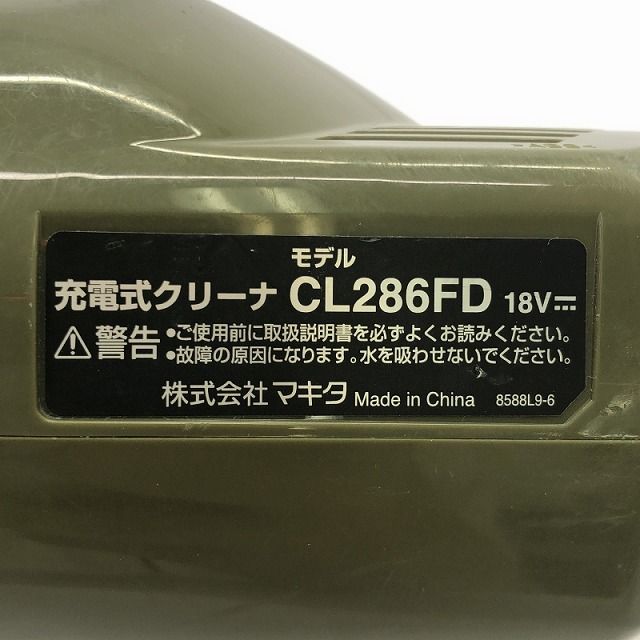 モデル
充電式クリーナ CL286FD 18V⎓
⚠警告 •ご使用前に取扱説明書を必ずよくお読みください。
•故障の原因になります。水を吸わせないでください。
株式会社 マキタ Made in China 8588L9-6